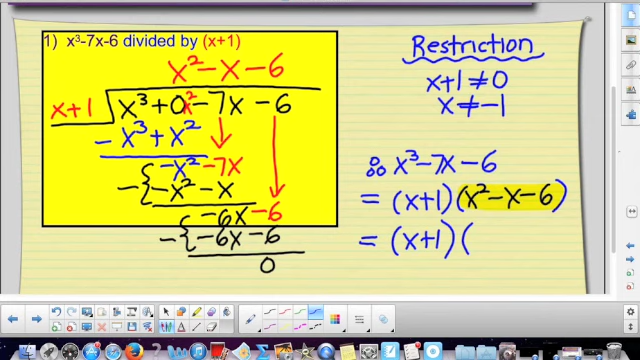 1) x³-7x-6 divided by (x+1)
x² - x - 6
x+1 x³ + 0x² - 7x - 6
- x³ + x²
-x² - 7x
- -x² - x
-6x - 6
- -6x - 6
0
Restriction
x+1 ≠ 0
x ≠ -1
∴ x³ - 7x - 6
= (x+1)(x² - x - 6)
= (x+1)(